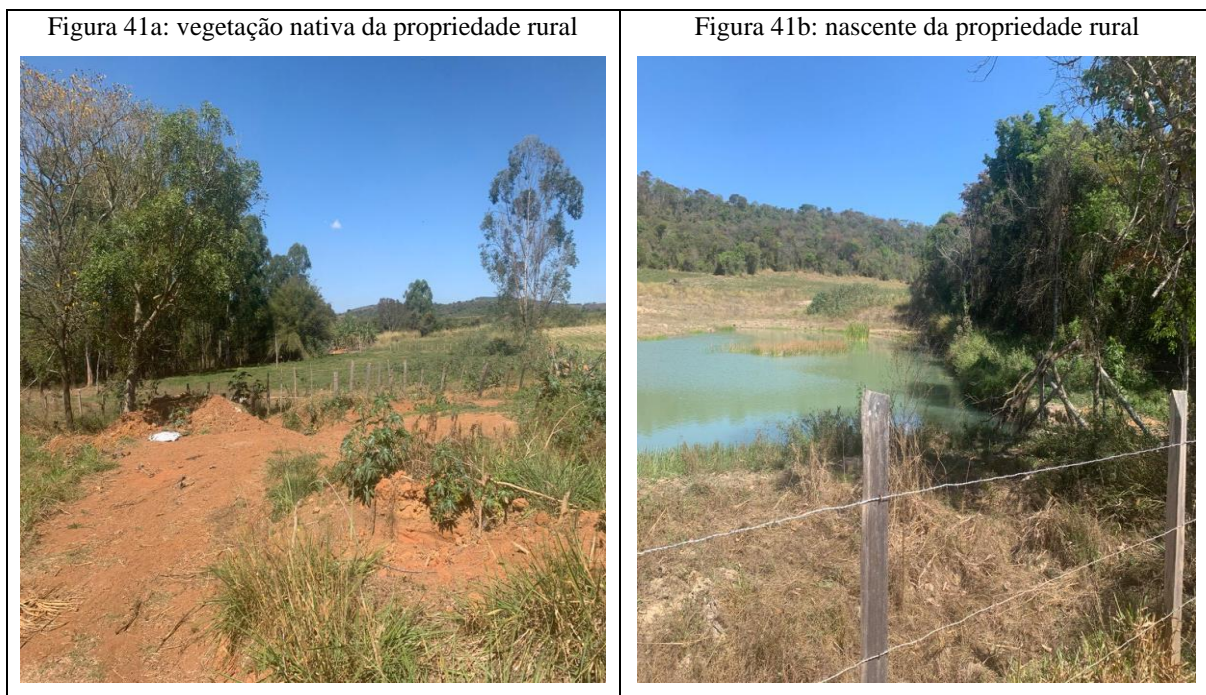 Figura 41a: vegetação nativa da propriedade rural
Figura 41b: nascente da propriedade rural